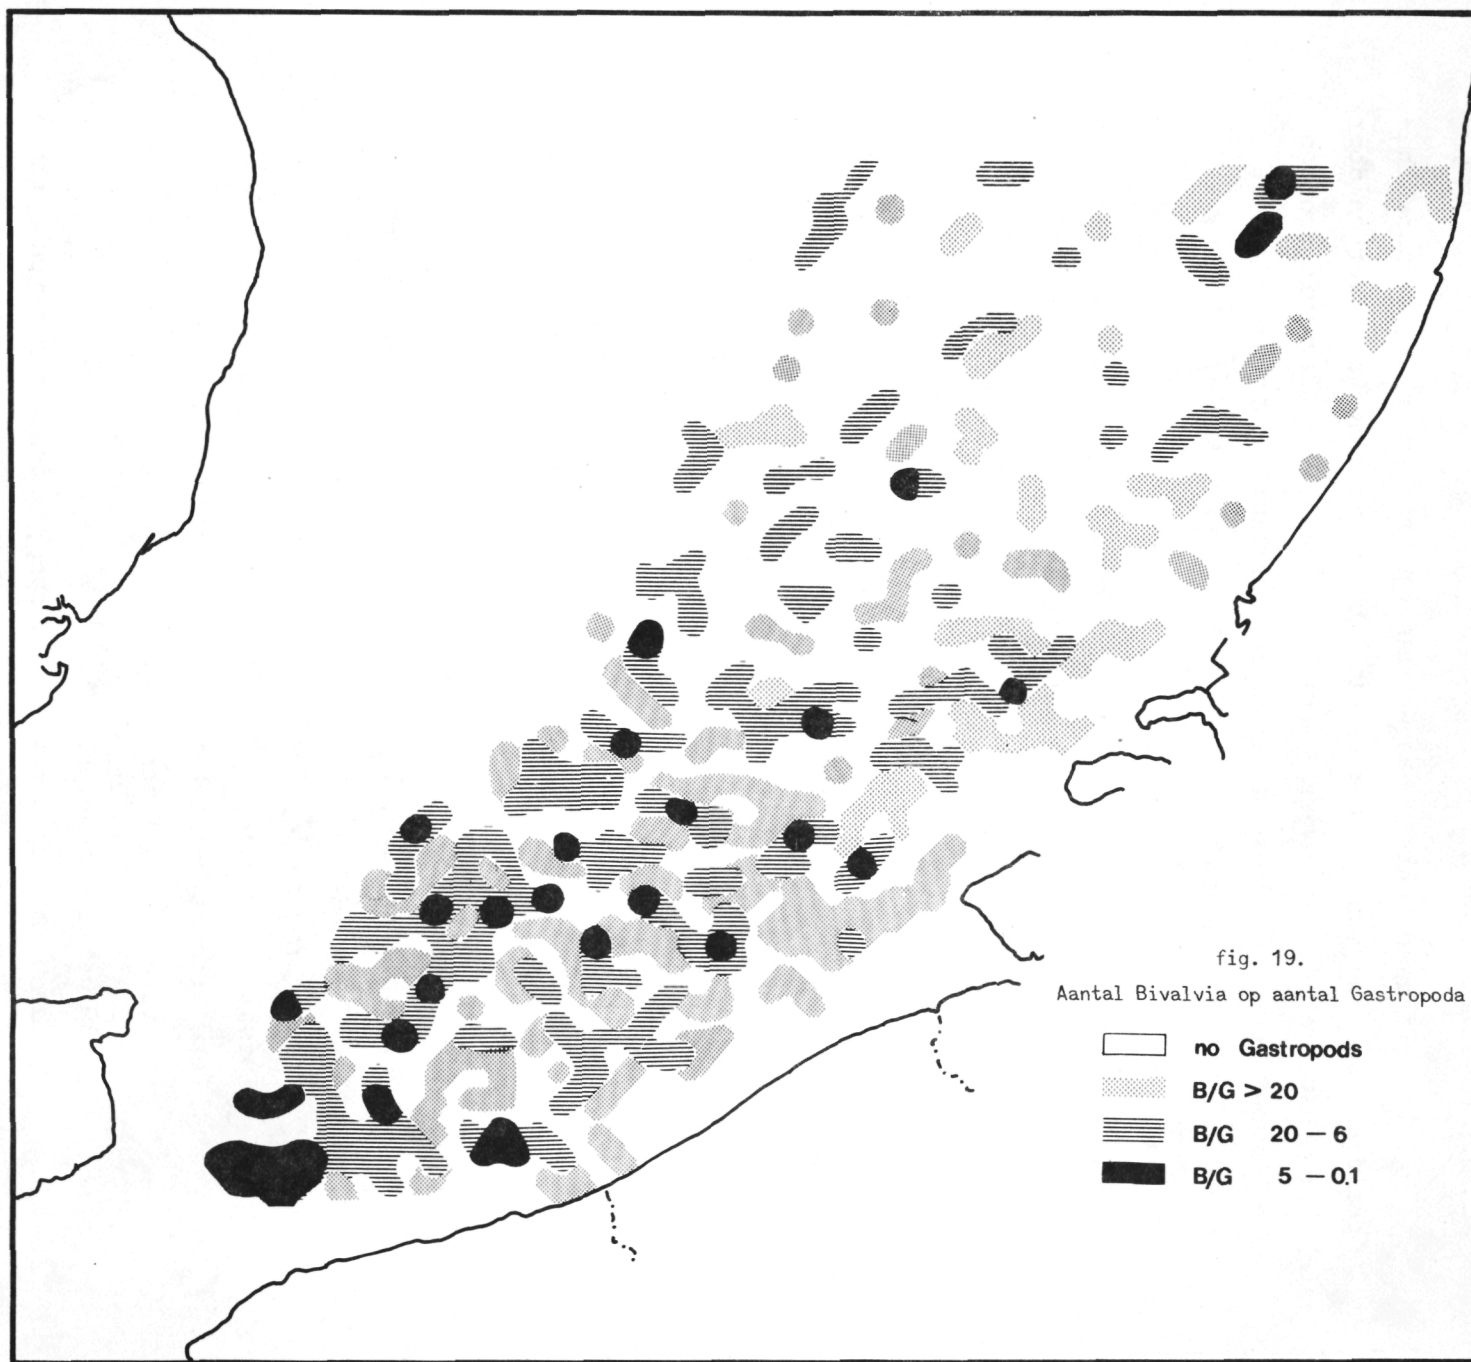 fig. 19.
Aantal Bivalvia op aantal Gastropoda
no Gastropods
B/G > 20
B/G 20 – 6
B/G 5 – 0.1